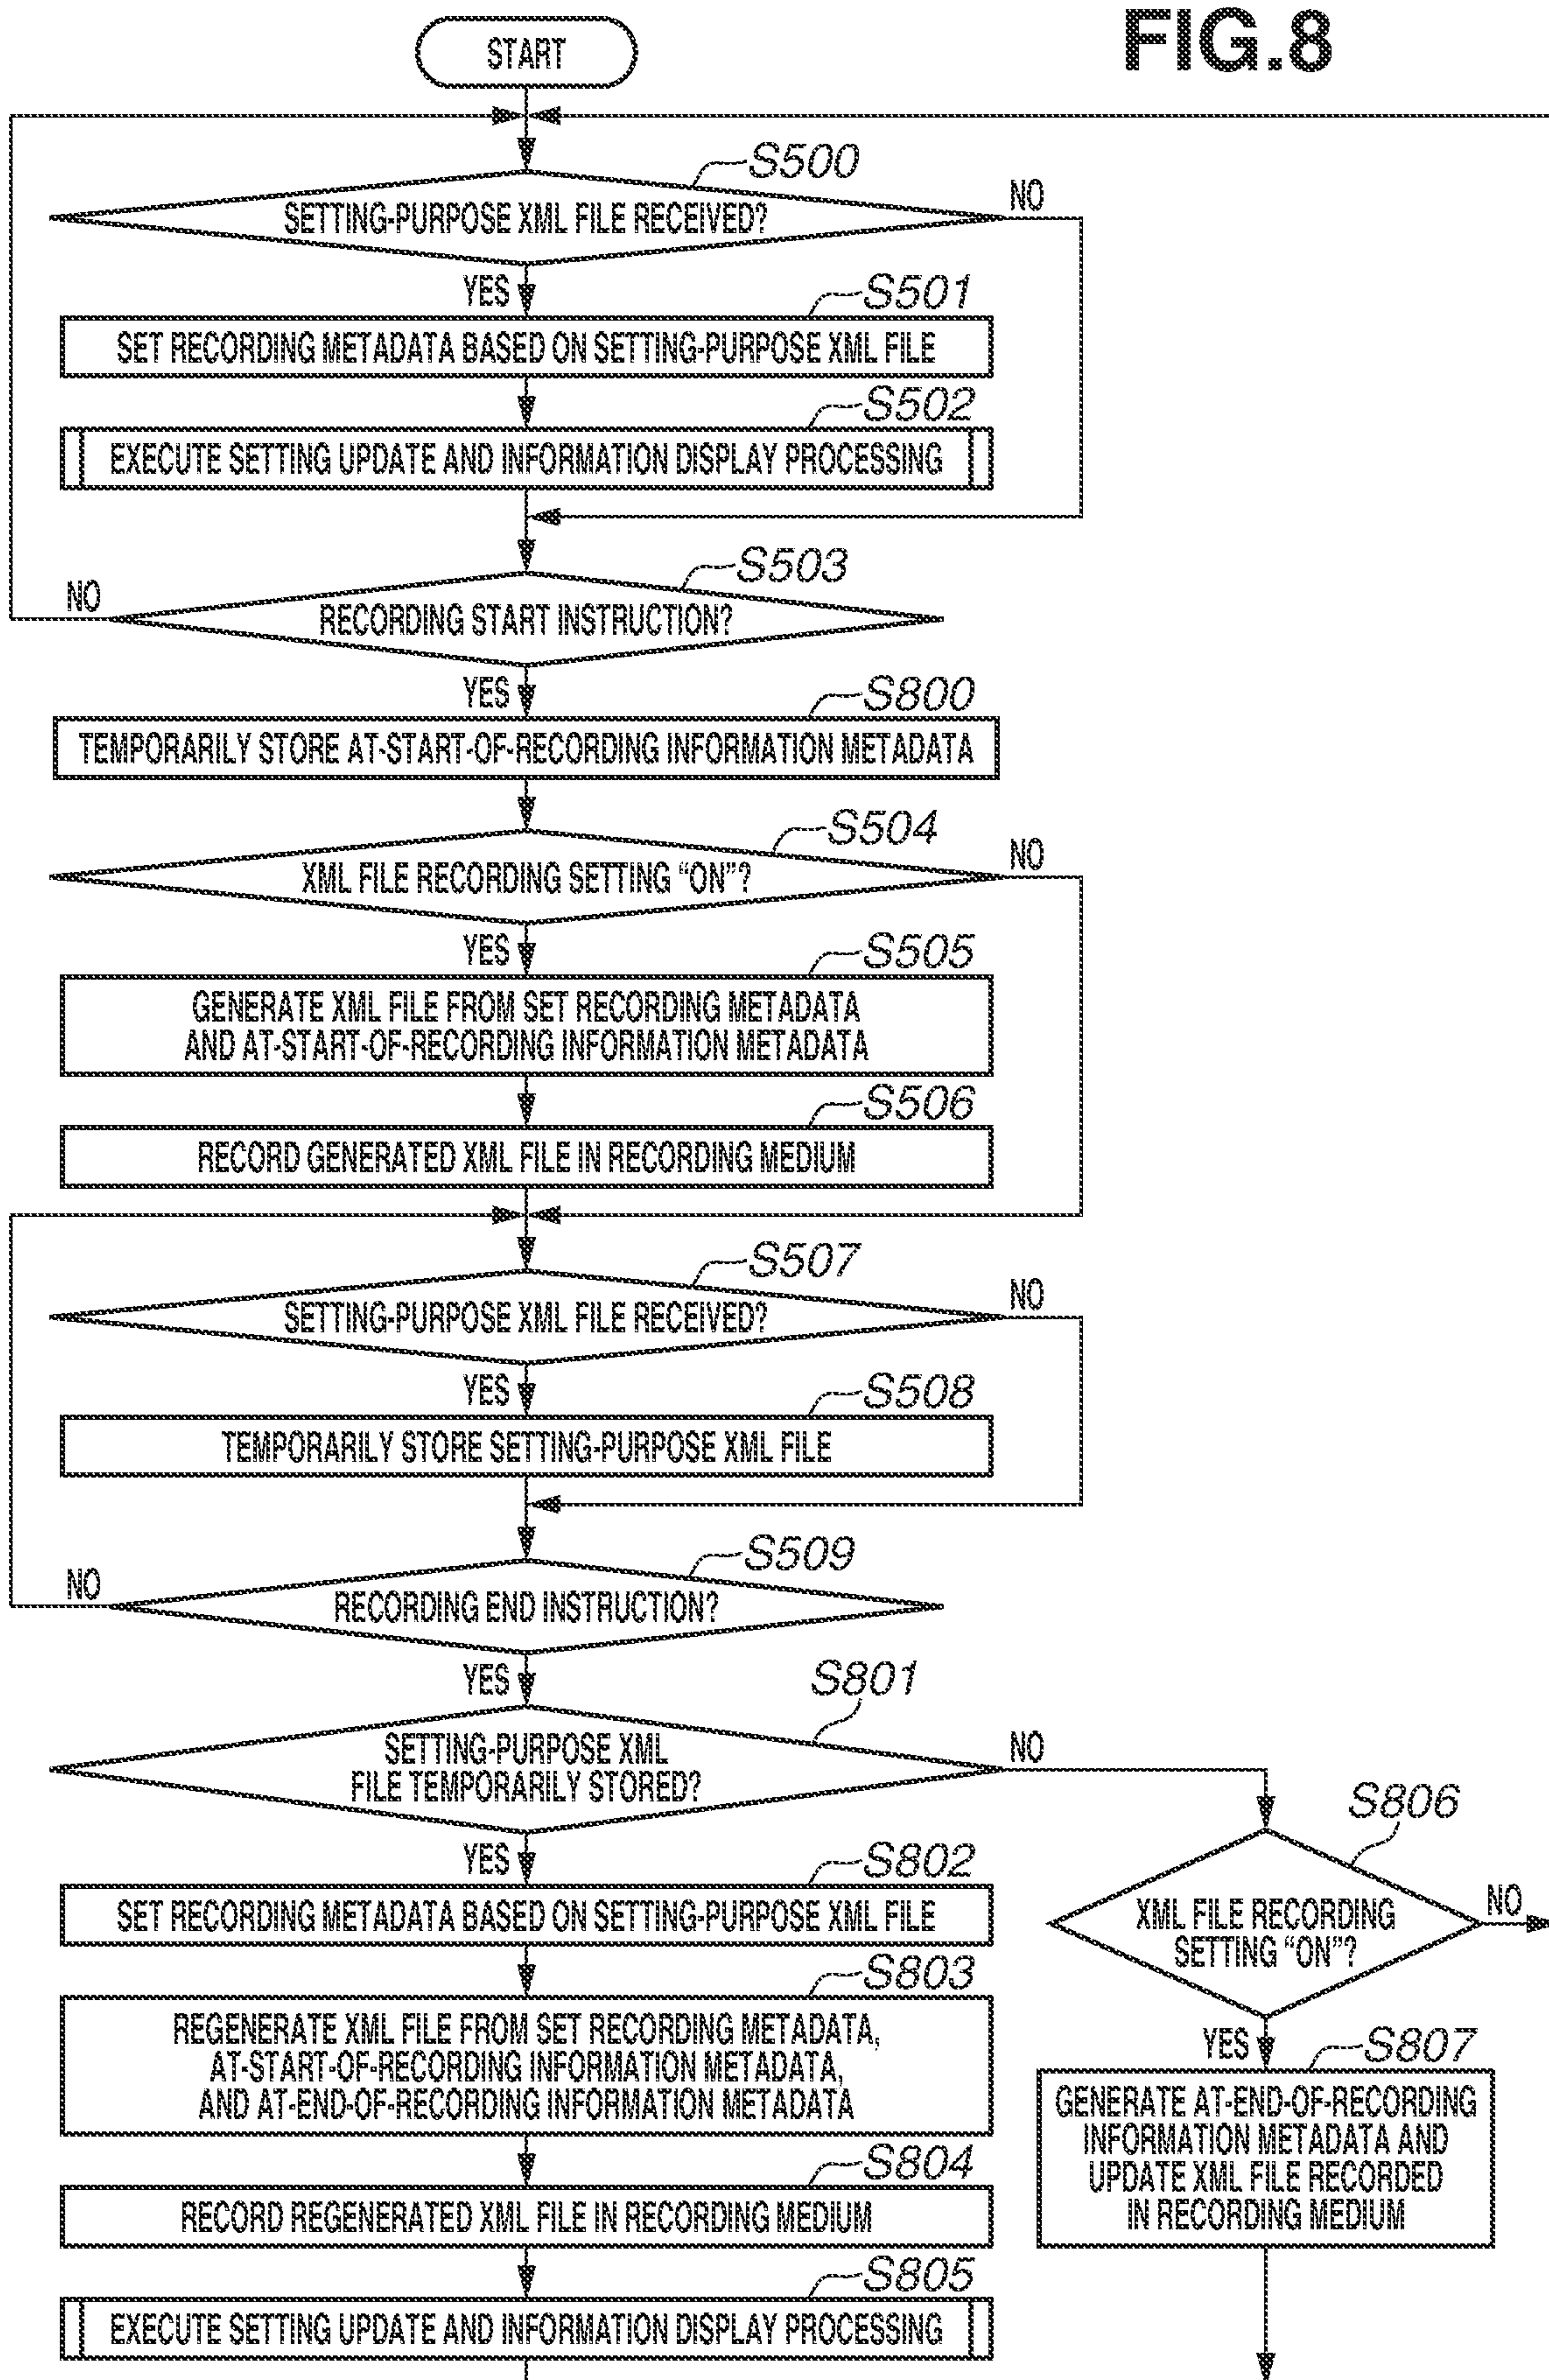 FIG.8
START
S500
SETTING-PURPOSE XML FILE RECEIVED?
NO
YES
S501
SET RECORDING METADATA BASED ON SETTING-PURPOSE XML FILE
S502
EXECUTE SETTING UPDATE AND INFORMATION DISPLAY PROCESSING
S503
NO
RECORDING START INSTRUCTION?
YES
S800
TEMPORARILY STORE AT-START-OF-RECORDING INFORMATION METADATA
S504
NO
XML FILE RECORDING SETTING “ON”?
YES
S505
GENERATE XML FILE FROM SET RECORDING METADATA
AND AT-START-OF-RECORDING INFORMATION METADATA
S506
RECORD GENERATED XML FILE IN RECORDING MEDIUM
S507
NO
SETTING-PURPOSE XML FILE RECEIVED?
YES
S508
TEMPORARILY STORE SETTING-PURPOSE XML FILE
S509
NO
RECORDING END INSTRUCTION?
YES
S801
SETTING-PURPOSE XML
FILE TEMPORARILY STORED?
NO
YES
S802
SET RECORDING METADATA BASED ON SETTING-PURPOSE XML FILE
S803
REGENERATE XML FILE FROM SET RECORDING METADATA,
AT-START-OF-RECORDING INFORMATION METADATA,
AND AT-END-OF-RECORDING INFORMATION METADATA
S804
RECORD REGENERATED XML FILE IN RECORDING MEDIUM
S805
EXECUTE SETTING UPDATE AND INFORMATION DISPLAY PROCESSING
S806
XML FILE RECORDING
SETTING “ON”?
NO
YES
S807
GENERATE AT-END-OF-RECORDING
INFORMATION METADATA AND
UPDATE XML FILE RECORDED
IN RECORDING MEDIUM